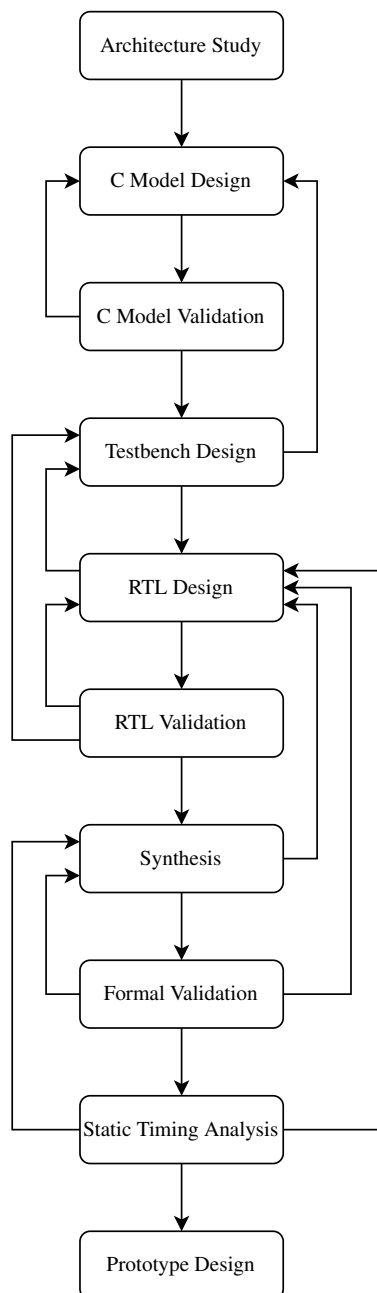 Architecture Study
C Model Design
C Model Validation
Testbench Design
RTL Design
RTL Validation
Synthesis
Formal Validation
Static Timing Analysis
Prototype Design